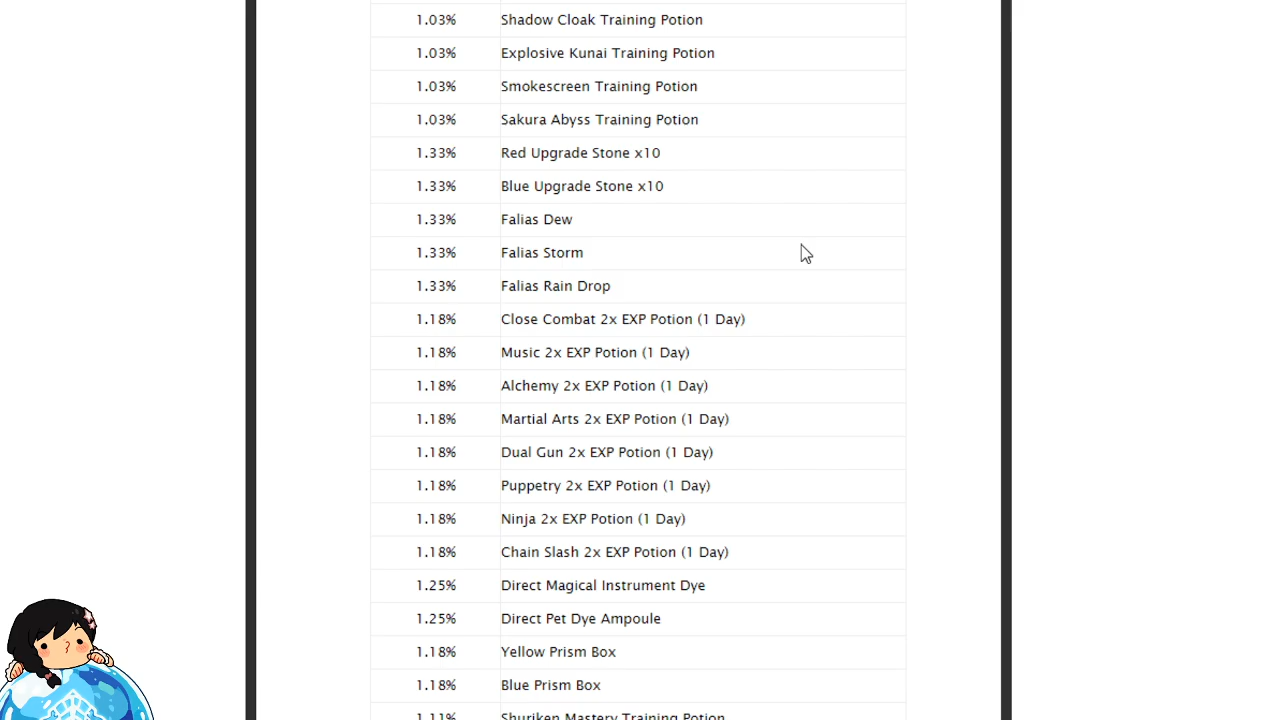 1.03% Shadow Cloak Training Potion
1.03% Explosive Kunai Training Potion
1.03% Smokescreen Training Potion
1.03% Sakura Abyss Training Potion
1.33% Red Upgrade Stone x10
1.33% Blue Upgrade Stone x10
1.33% Falias Dew
1.33% Falias Storm
1.33% Falias Rain Drop
1.18% Close Combat 2x EXP Potion (1 Day)
1.18% Music 2x EXP Potion (1 Day)
1.18% Alchemy 2x EXP Potion (1 Day)
1.18% Martial Arts 2x EXP Potion (1 Day)
1.18% Dual Gun 2x EXP Potion (1 Day)
1.18% Puppetry 2x EXP Potion (1 Day)
1.18% Ninja 2x EXP Potion (1 Day)
1.18% Chain Slash 2x EXP Potion (1 Day)
1.25% Direct Magical Instrument Dye
1.25% Direct Pet Dye Ampoule
1.18% Yellow Prism Box
1.18% Blue Prism Box
1.11% Shuriken Mastery Training Potion